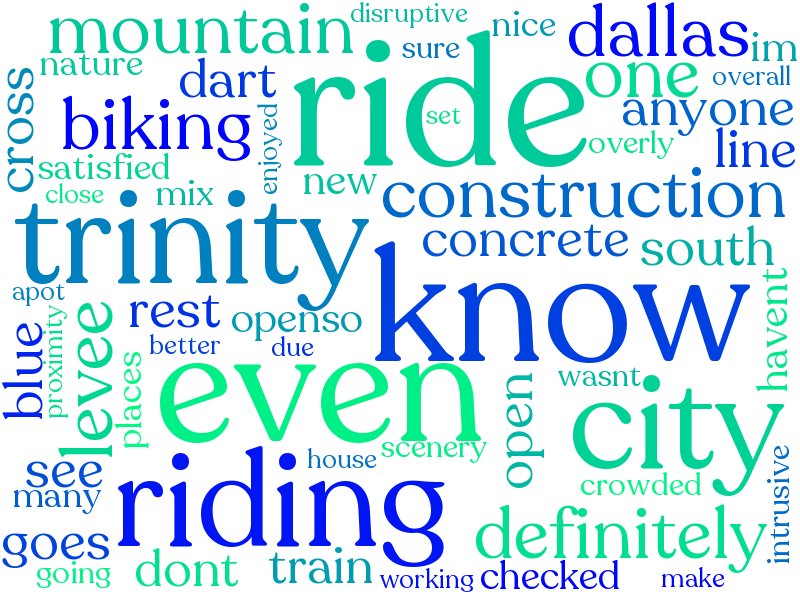 disruptive
nice
mountain
sure
dallas
im
nature
dart
ride
one
overall
cross
biking
enjoyed
set
anyone
satisfied
overly
line
close
mix
new
construction
trinity
concrete
south
apot
know
proximity
levee
rest
openso
havent
blue
better
due
places
even
wasnt
open
city
see
house
scenery
many
riding
crowded
intrusive
goes
definitely
going
dont
train
working
checked
make